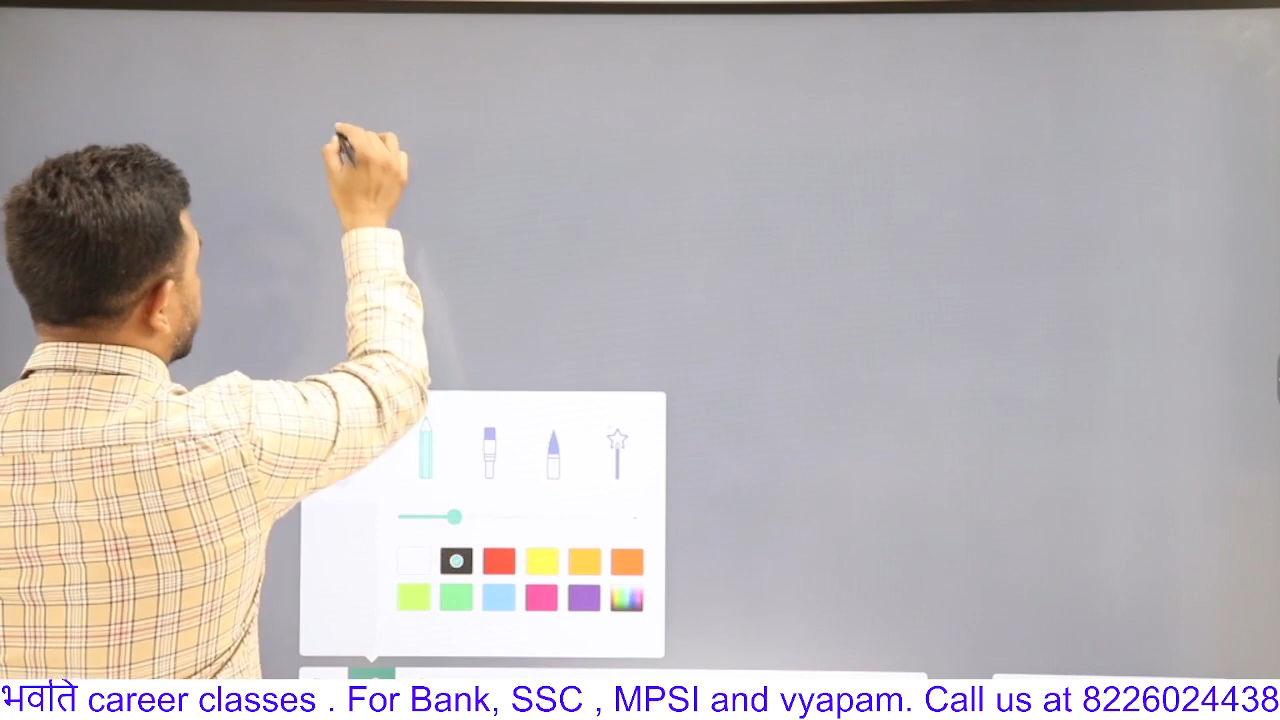 भवति career classes . For Bank, SSC , MPSI and vyapam. Call us at 8226024438